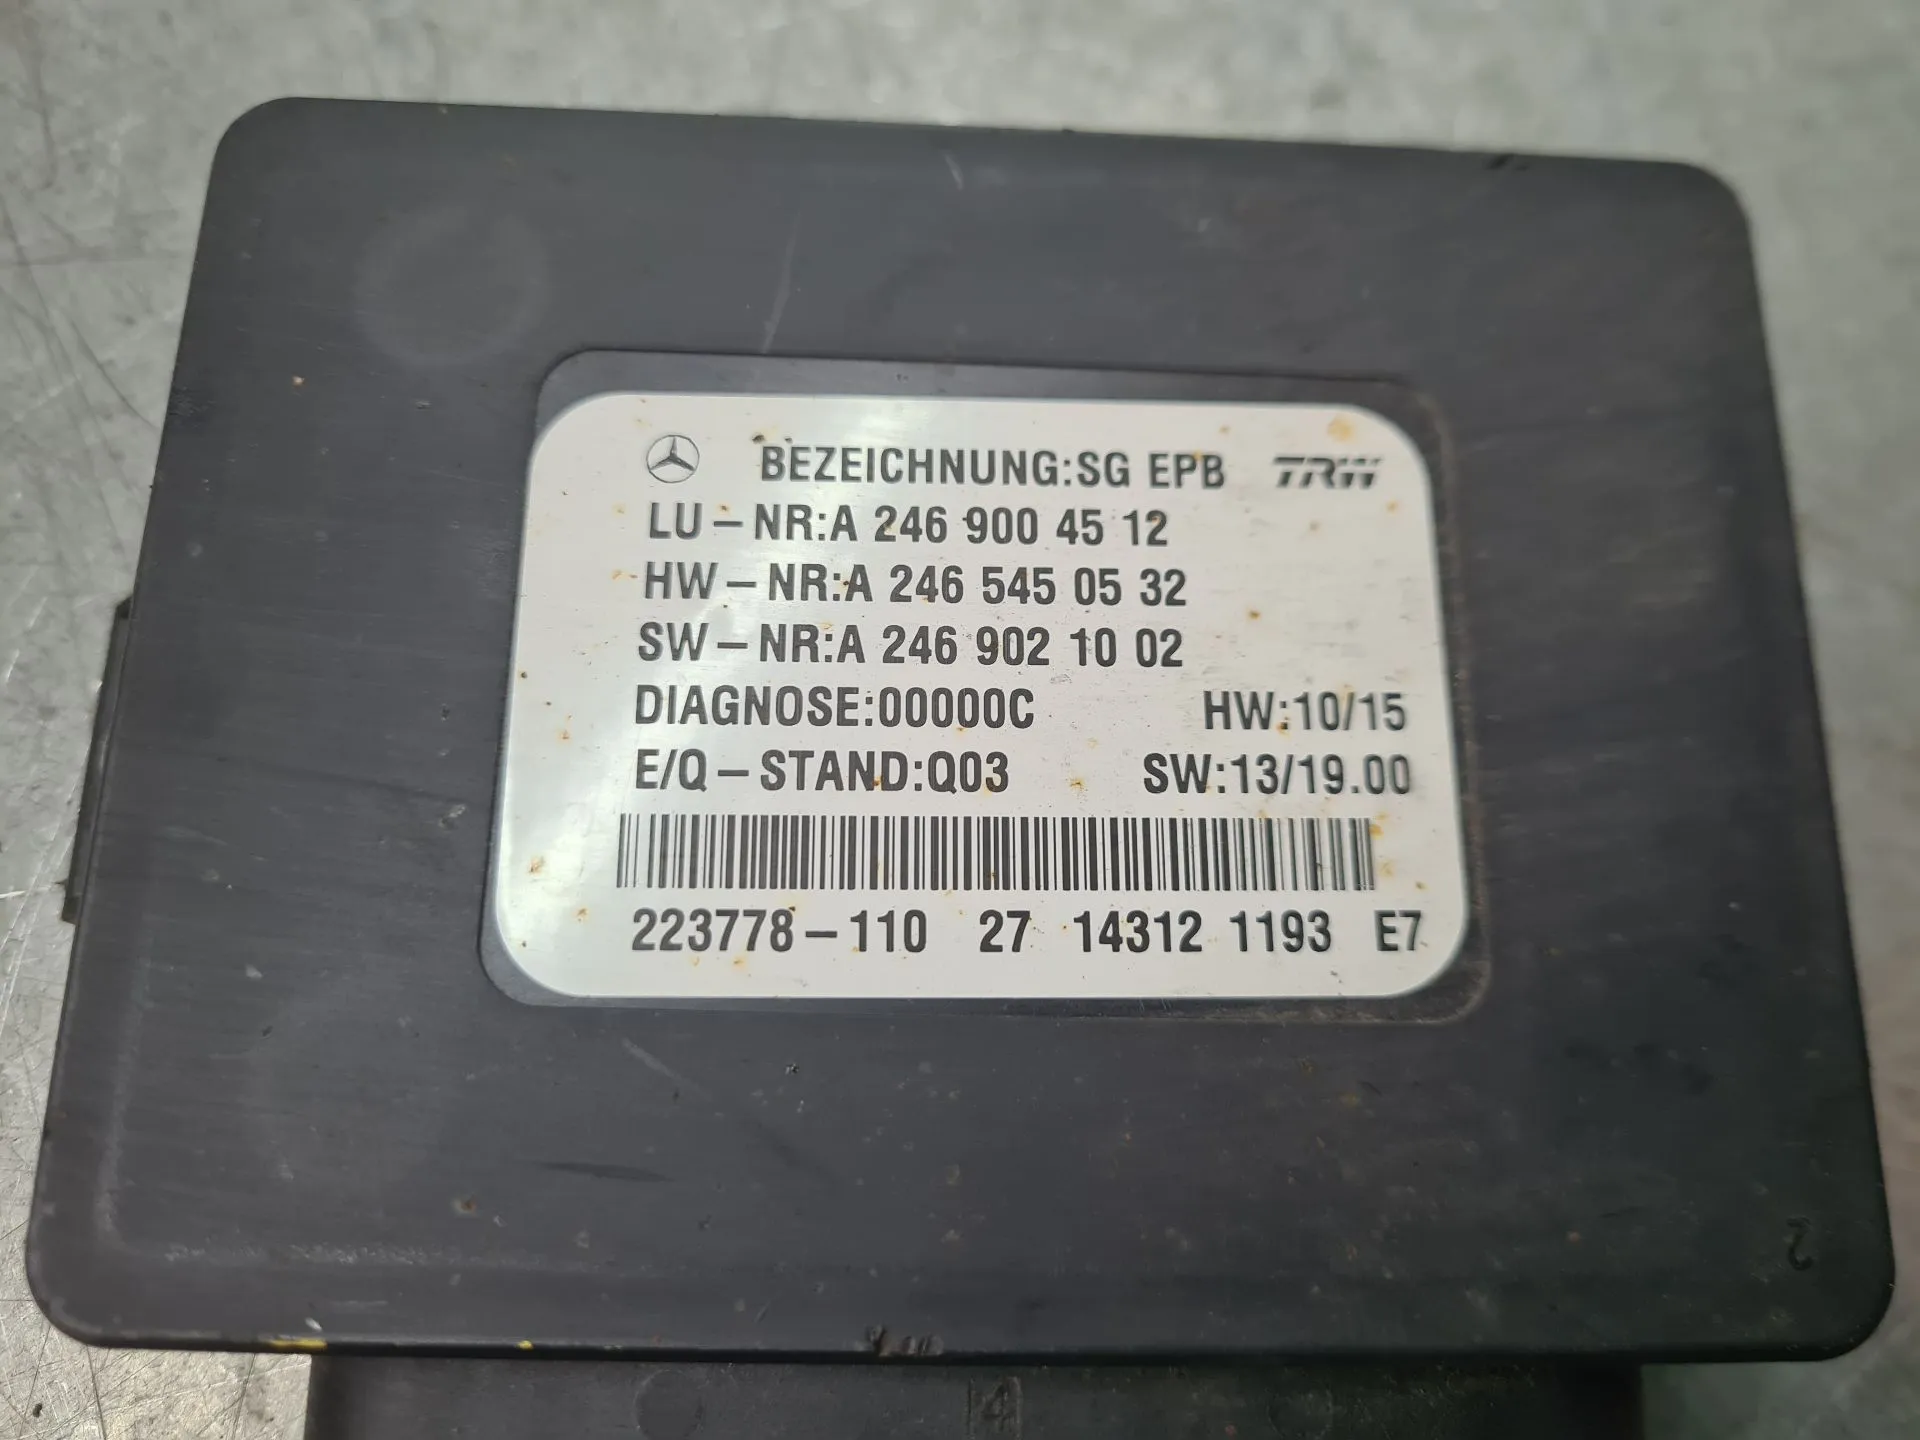 BEZEICHNUNG:SG EPB TRW
LU-NR:A 246 900 45 12
HW-NR:A 246 545 05 32
SW-NR:A 246 902 10 02
DIAGNOSE:00000C HW:10/15
E/Q-STAND:Q03 SW:13/19.00
223778-110 27 14312 1193 E7
2
4